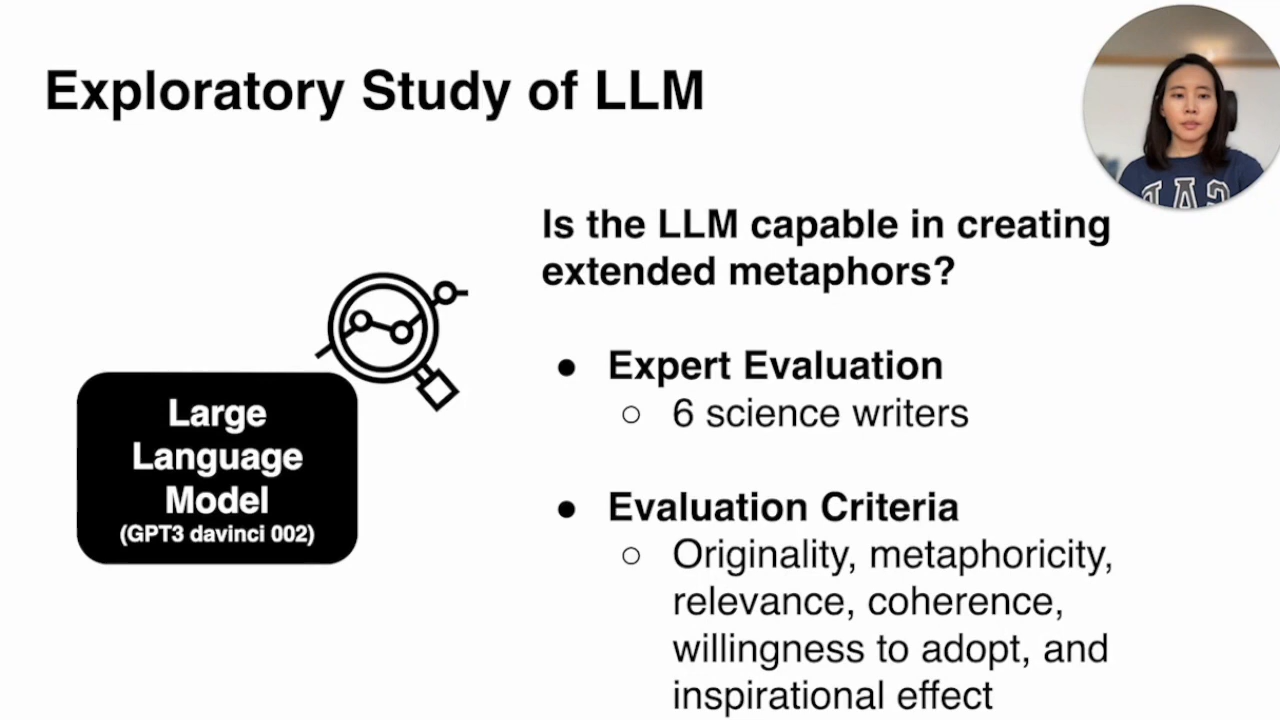 Exploratory Study of LLM
Is the LLM capable in creating
extended metaphors?
● Expert Evaluation
○ 6 science writers
● Evaluation Criteria
○ Originality, metaphoricity,
relevance, coherence,
willingness to adopt, and
inspirational effect
Large
Language
Model
(GPT3 davinci 002)
GAP